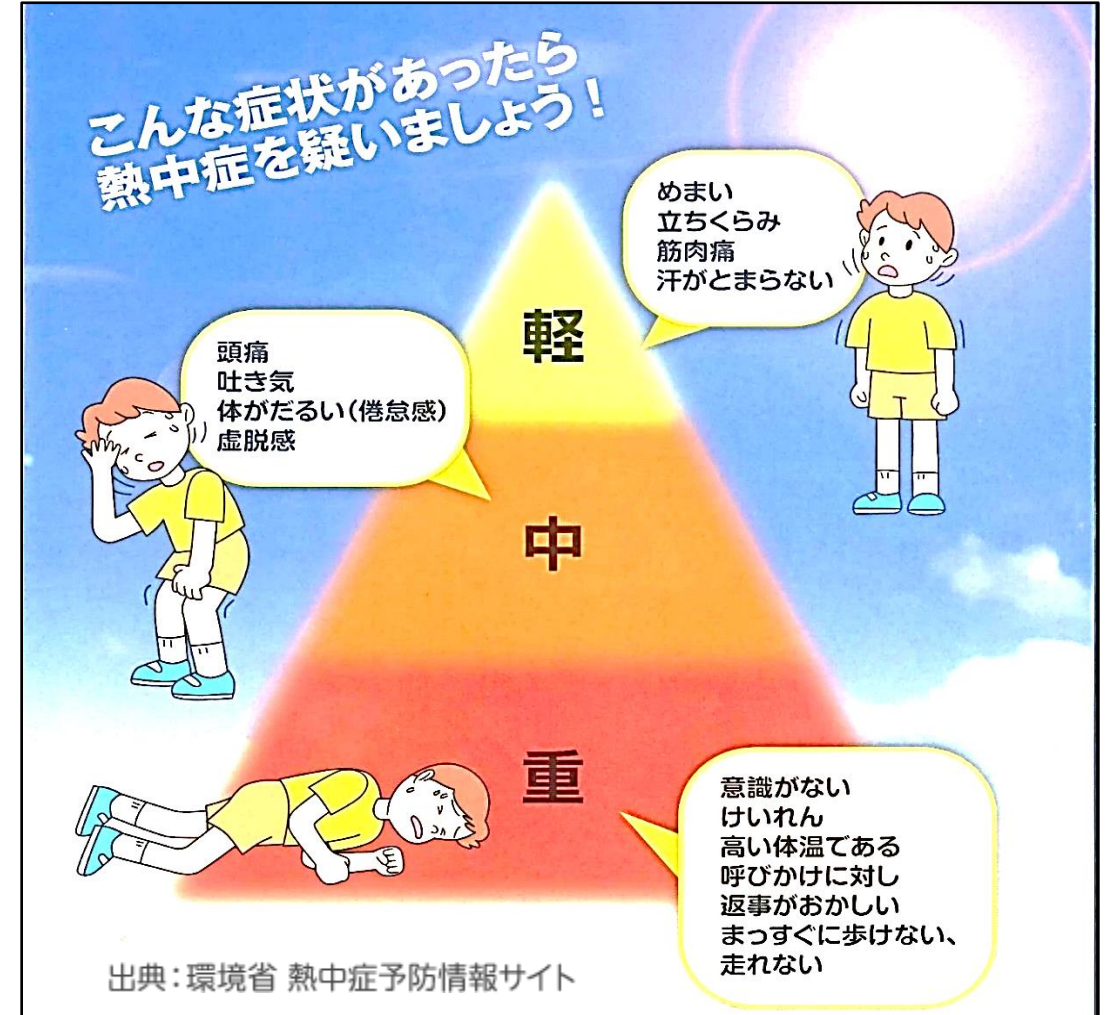 こんな症状があったら
熱中症を疑いましょう!
めまい
立ちくらみ
筋肉痛
汗がとまらない
軽
頭痛
吐き気
体がだるい(倦怠感)
虚脱感
中
重
意識がない
けいれん
高い体温である
呼びかけに対し
返事がおかしい
まっすぐに歩けない、
走れない
出典:環境省 熱中症予防情報サイト